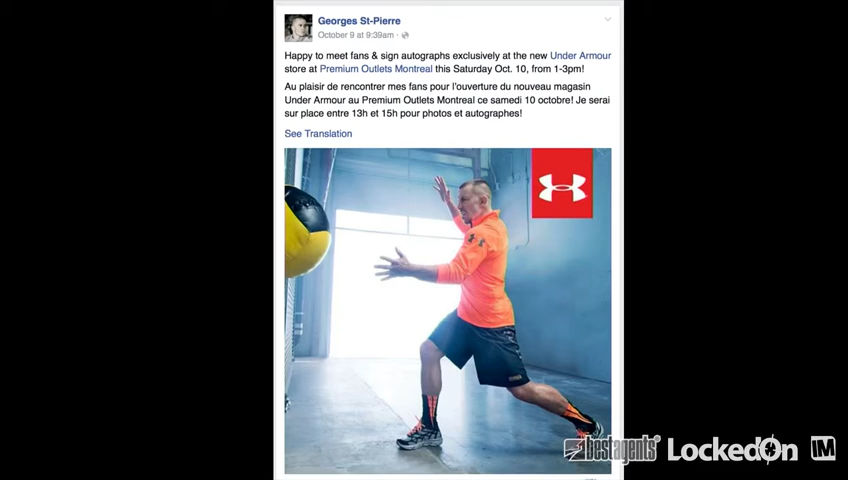 Georges St-Pierre
October 9 at 9:39am
Happy to meet fans & sign autographs exclusively at the new Under Armour
store at Premium Outlets Montreal this Saturday Oct. 10, from 1-3pm!
Au plaisir de rencontrer mes fans pour l'ouverture du nouveau magasin
Under Armour au Premium Outlets Montreal ce samedi 10 octobre! Je serai
sur place entre 13h et 15h pour photos et autographes!
See Translation
bestagents LockedOn IM